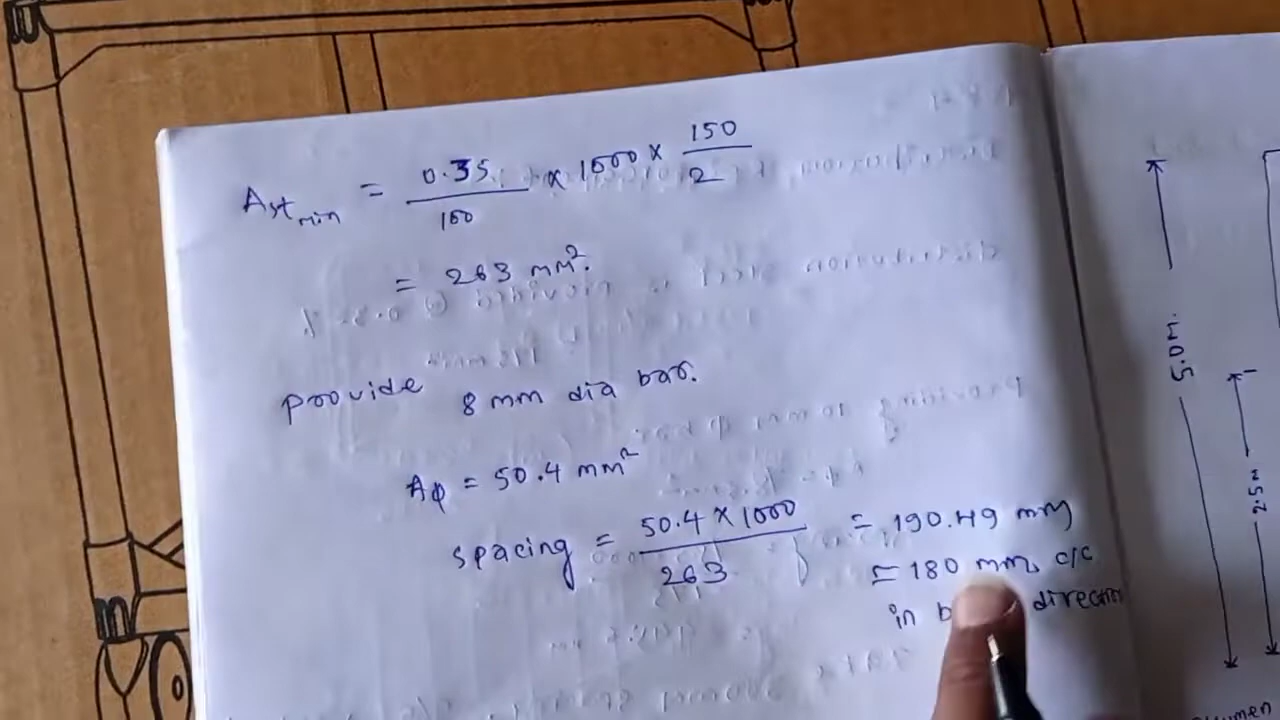 Ast min = 0.35/100 × 1000 × 150/2
= 263 mm².
provide 8 mm dia bar.
Aφ = 50.4 mm²
spacing = 50.4 × 1000 / 263 = 190.49 mm
≈ 180 mm c/c
in direction
5.0M.
2.5M